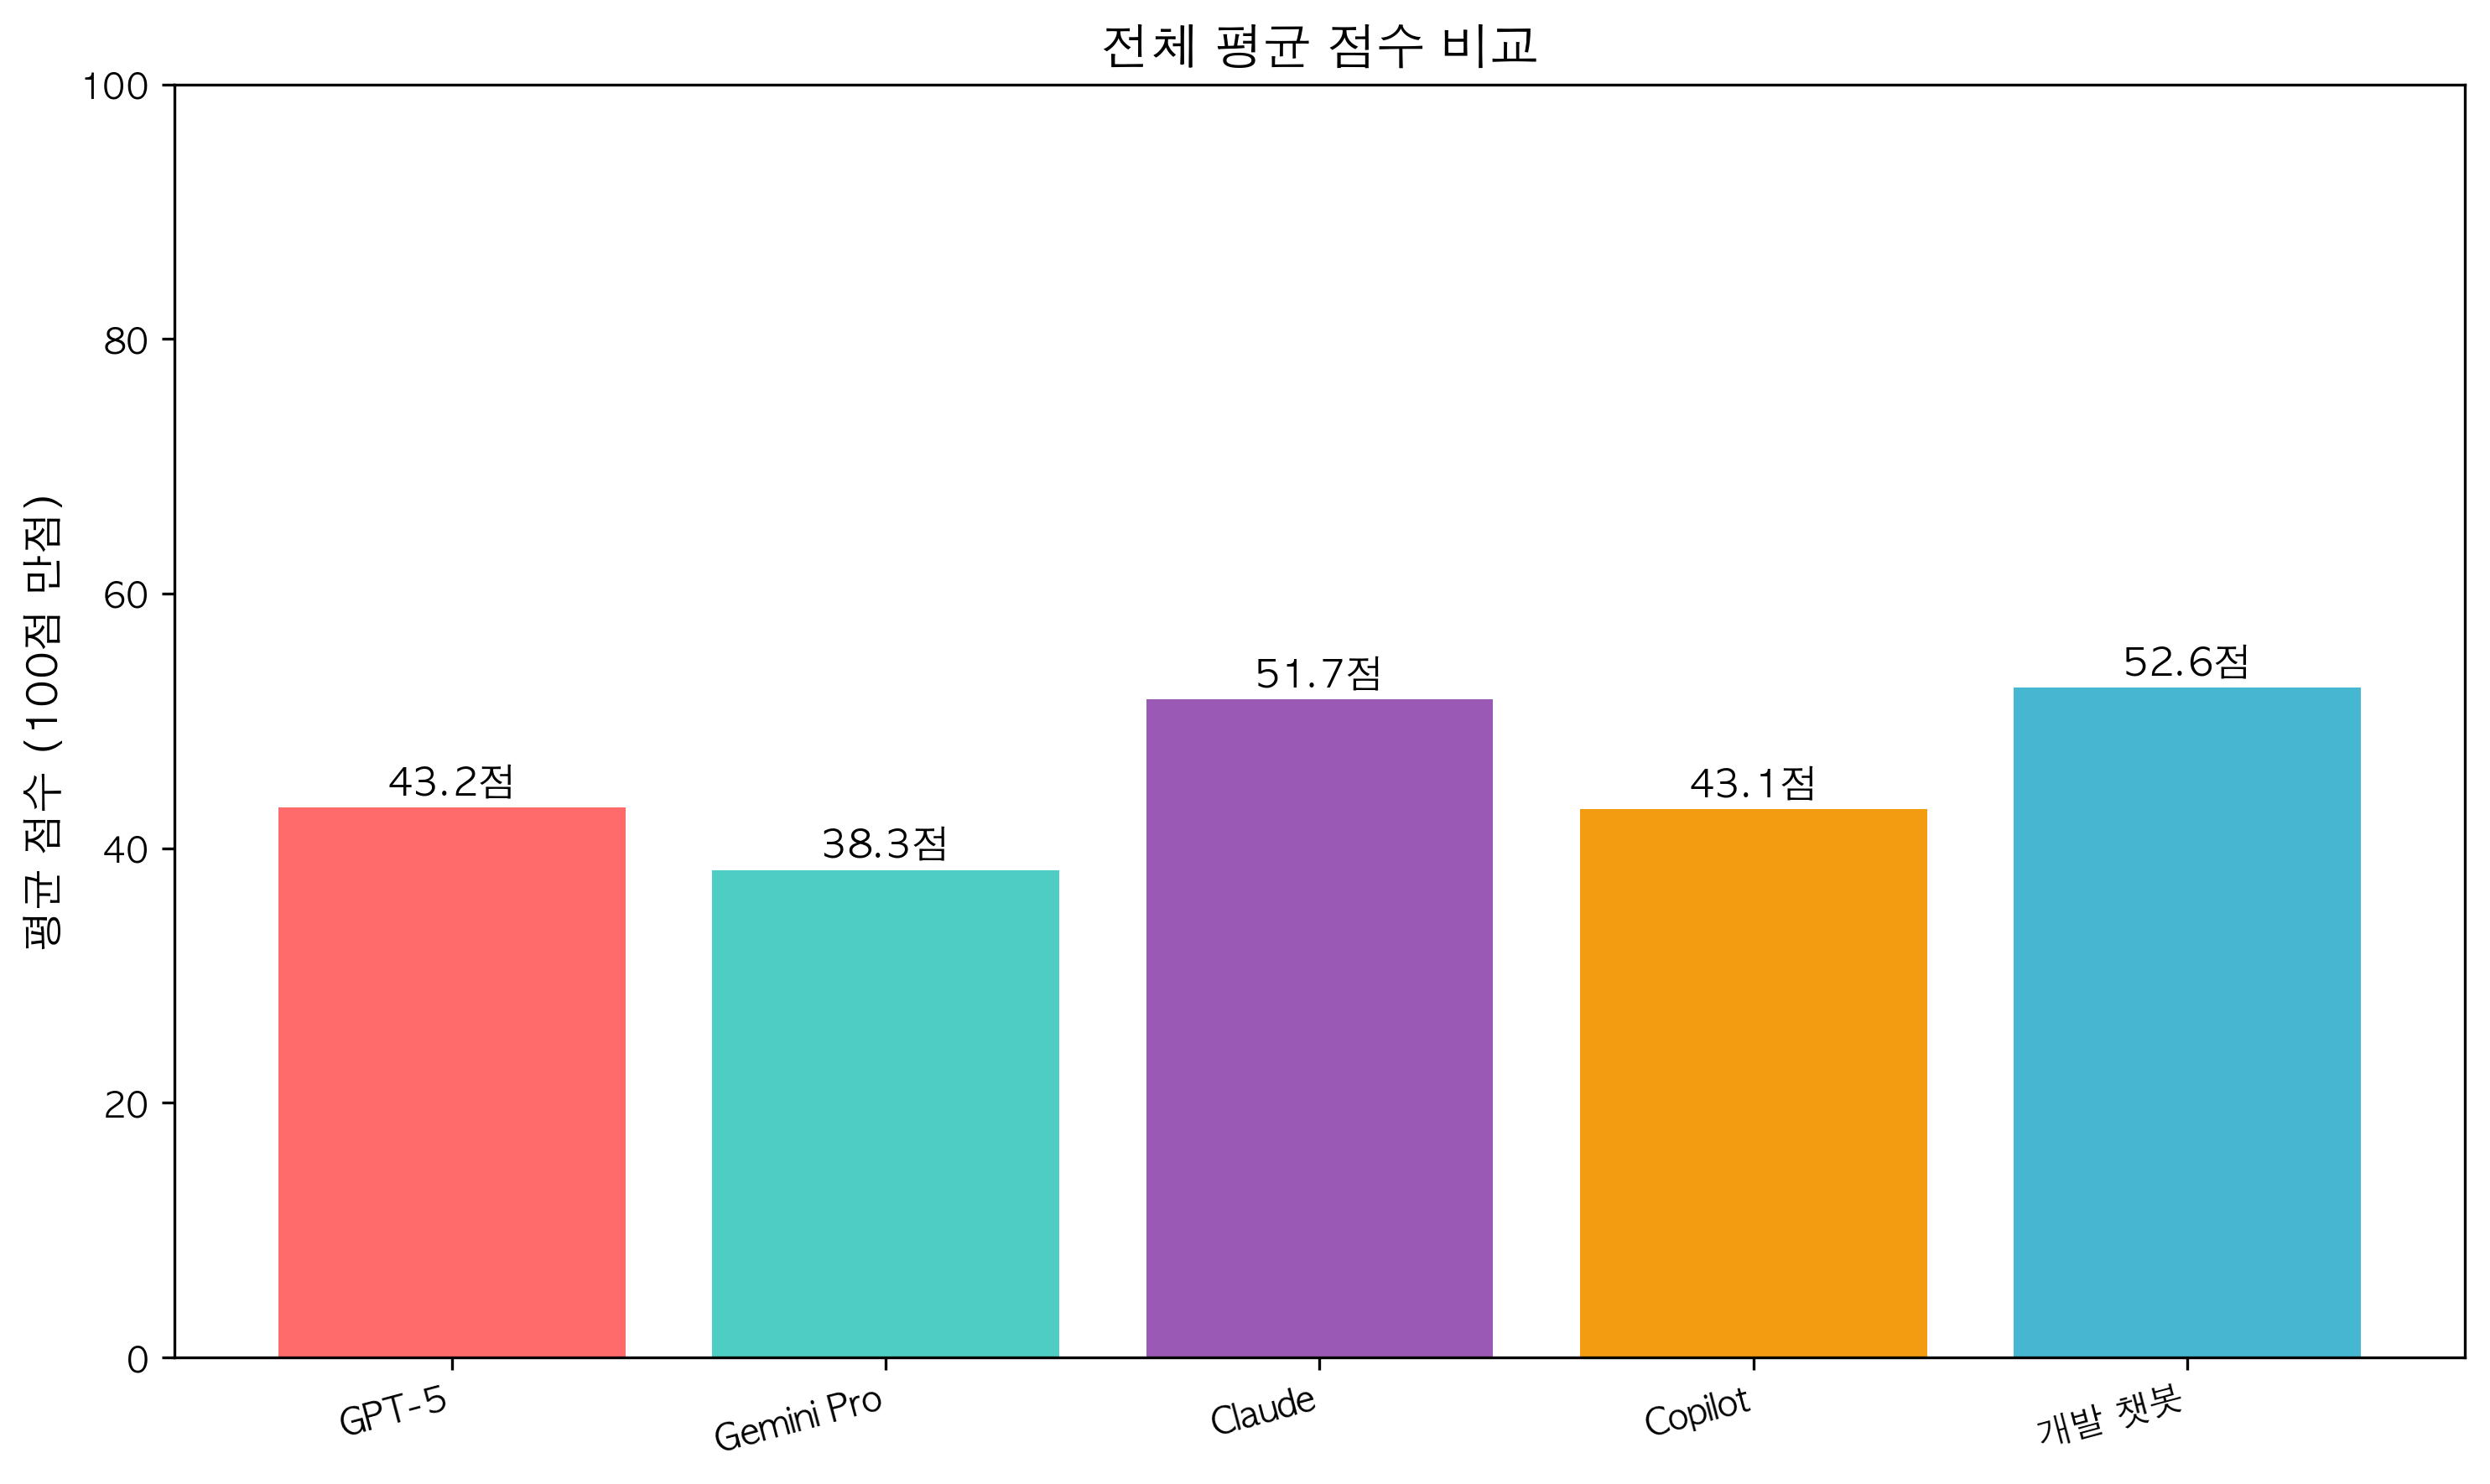 전체 평균 점수 비교
평균 점수 (100점 만점)
100
80
60
40
20
0
43.2점
38.3점
51.7점
43.1점
52.6점
GPT-5
Gemini Pro
Claude
Copilot
개발 챗봇